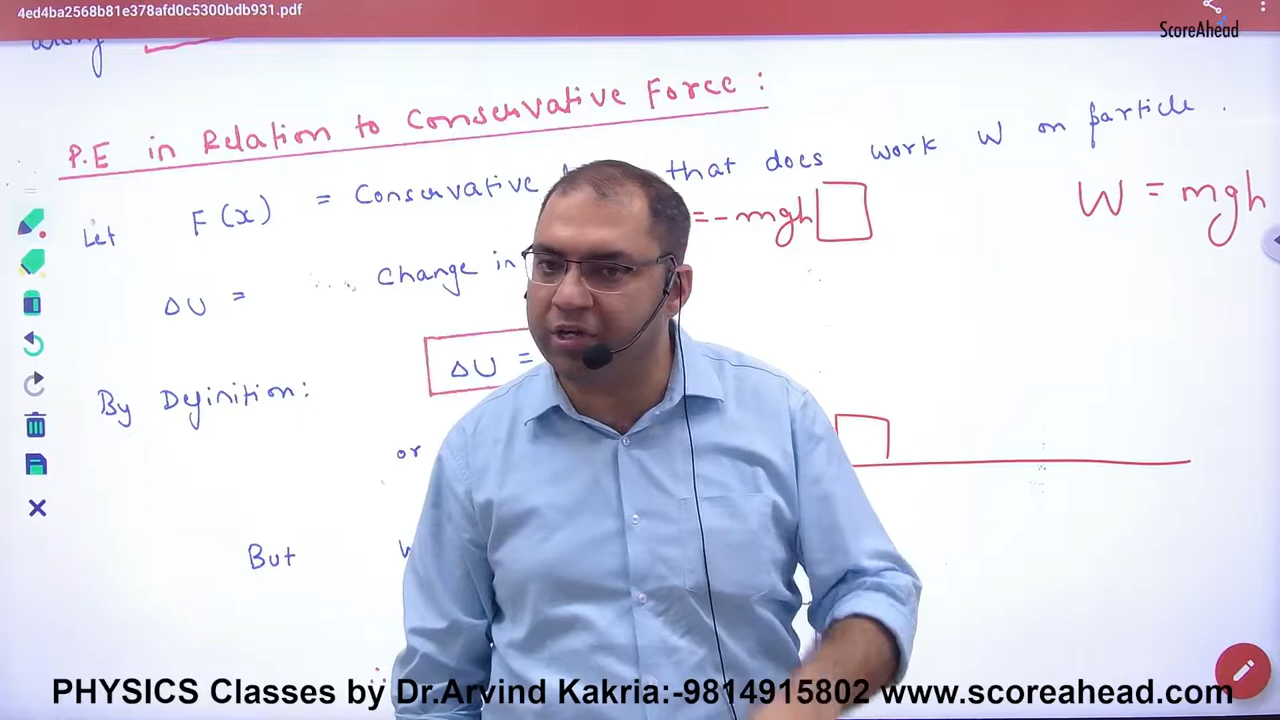 4ed4ba2568b81e378afd0c5300bdb931.pdf
ScoreAhead
along
P.E in Relation to Conservative Force :
Let F(x) = Conservative that does work W on particle .
= - mgh
W = mgh
ΔU = Change in
By Definition: ΔU =
or
But W
PHYSICS Classes by Dr.Arvind Kakria:-9814915802 www.scoreahead.com